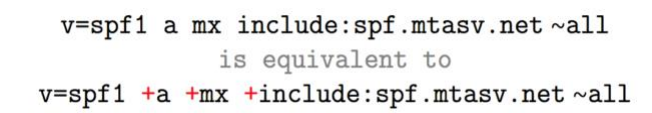 v=spf1 a mx include:spf.mtasv.net ~all
is equivalent to
v=spf1 +a +mx +include:spf.mtasv.net ~all